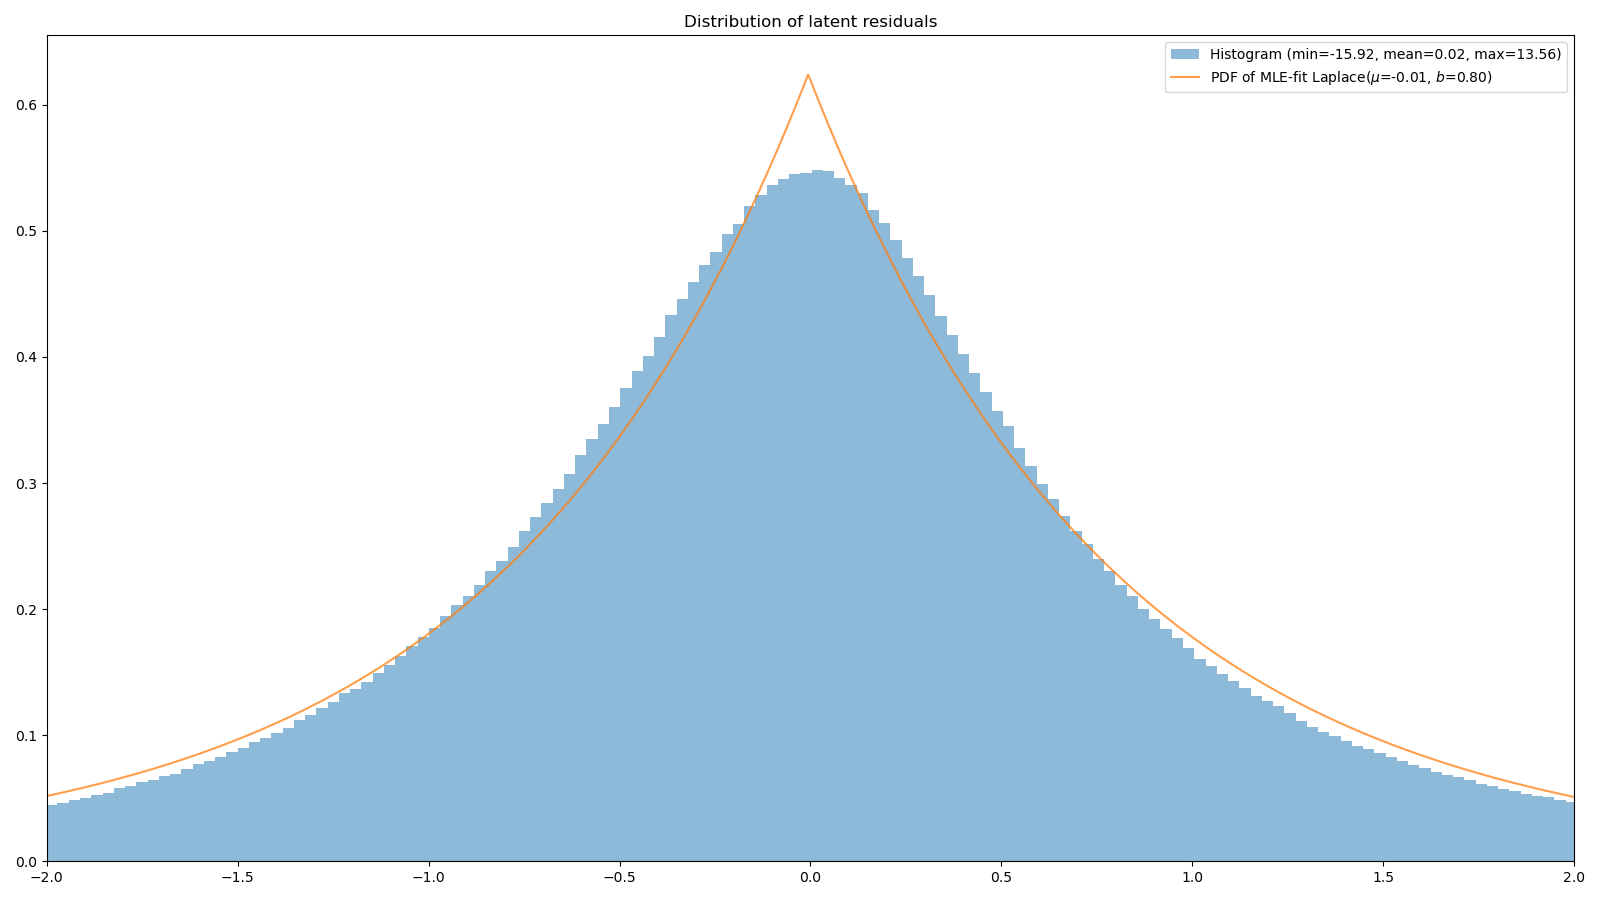 Distribution of latent residuals
Histogram (min=-15.92, mean=0.02, max=13.56)
PDF of MLE-fit Laplace(μ=-0.01, b=0.80)
0.6
0.5
0.4
0.3
0.2
0.1
0.0
−2.0 −1.5 −1.0 −0.5 0.0 0.5 1.0 1.5 2.0